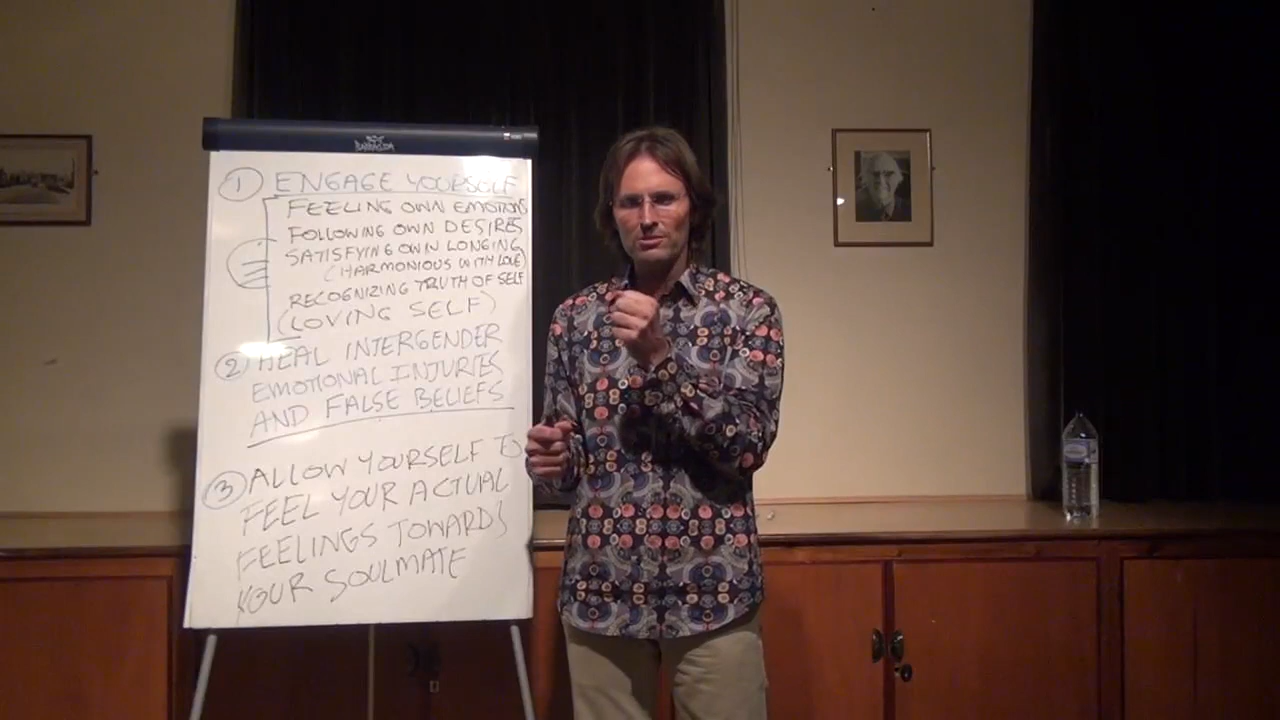 ① ENGAGE YOURSELF
FEELING OWN EMOTIONS
FOLLOWING OWN DESIRES
SATISFYING OWN LONGING
(HARMONIOUS WITH LOVE)
RECOGNIZING TRUTH OF SELF
(LOVING SELF)
② HEAL INTERGENDER
EMOTIONAL INJURIES
AND FALSE BELIEFS
③ ALLOW YOURSELF TO
FEEL YOUR ACTUAL
FEELINGS TOWARDS
YOUR SOULMATE